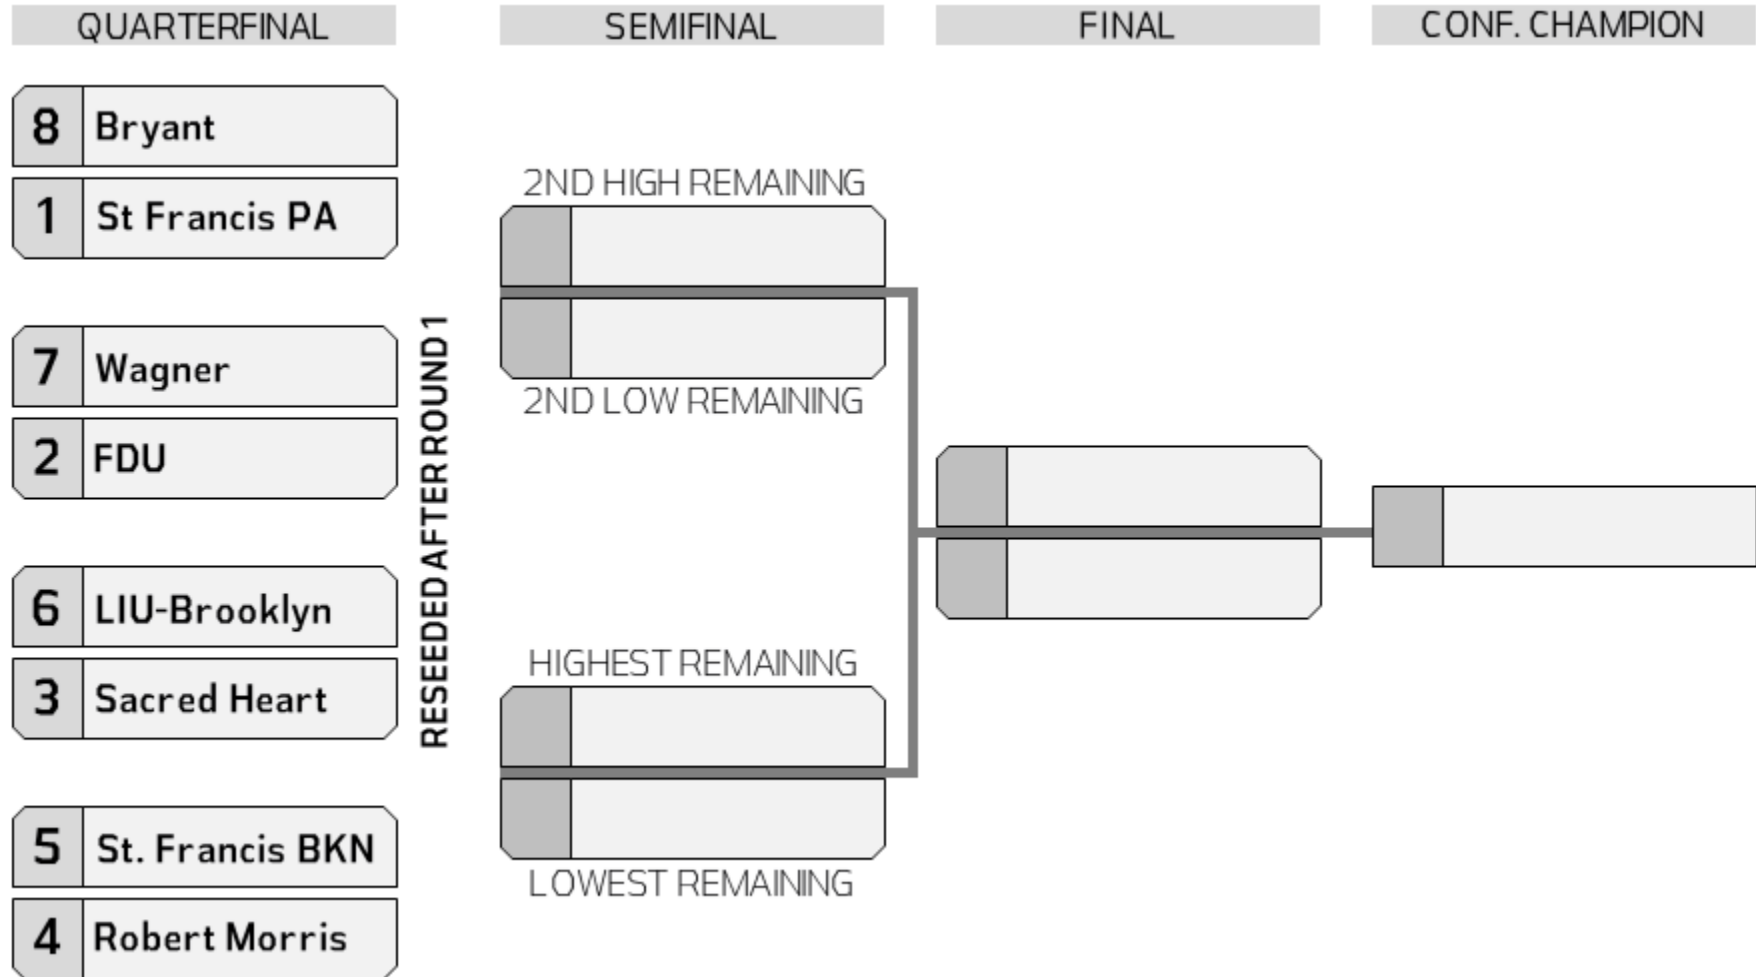 QUARTERFINAL
SEMIFINAL
FINAL
CONF. CHAMPION
8 Bryant
1 St Francis PA
7 Wagner
2 FDU
6 LIU-Brooklyn
3 Sacred Heart
5 St. Francis BKN
4 Robert Morris
RESEEDED AFTER ROUND 1
2ND HIGH REMAINING
2ND LOW REMAINING
HIGHEST REMAINING
LOWEST REMAINING